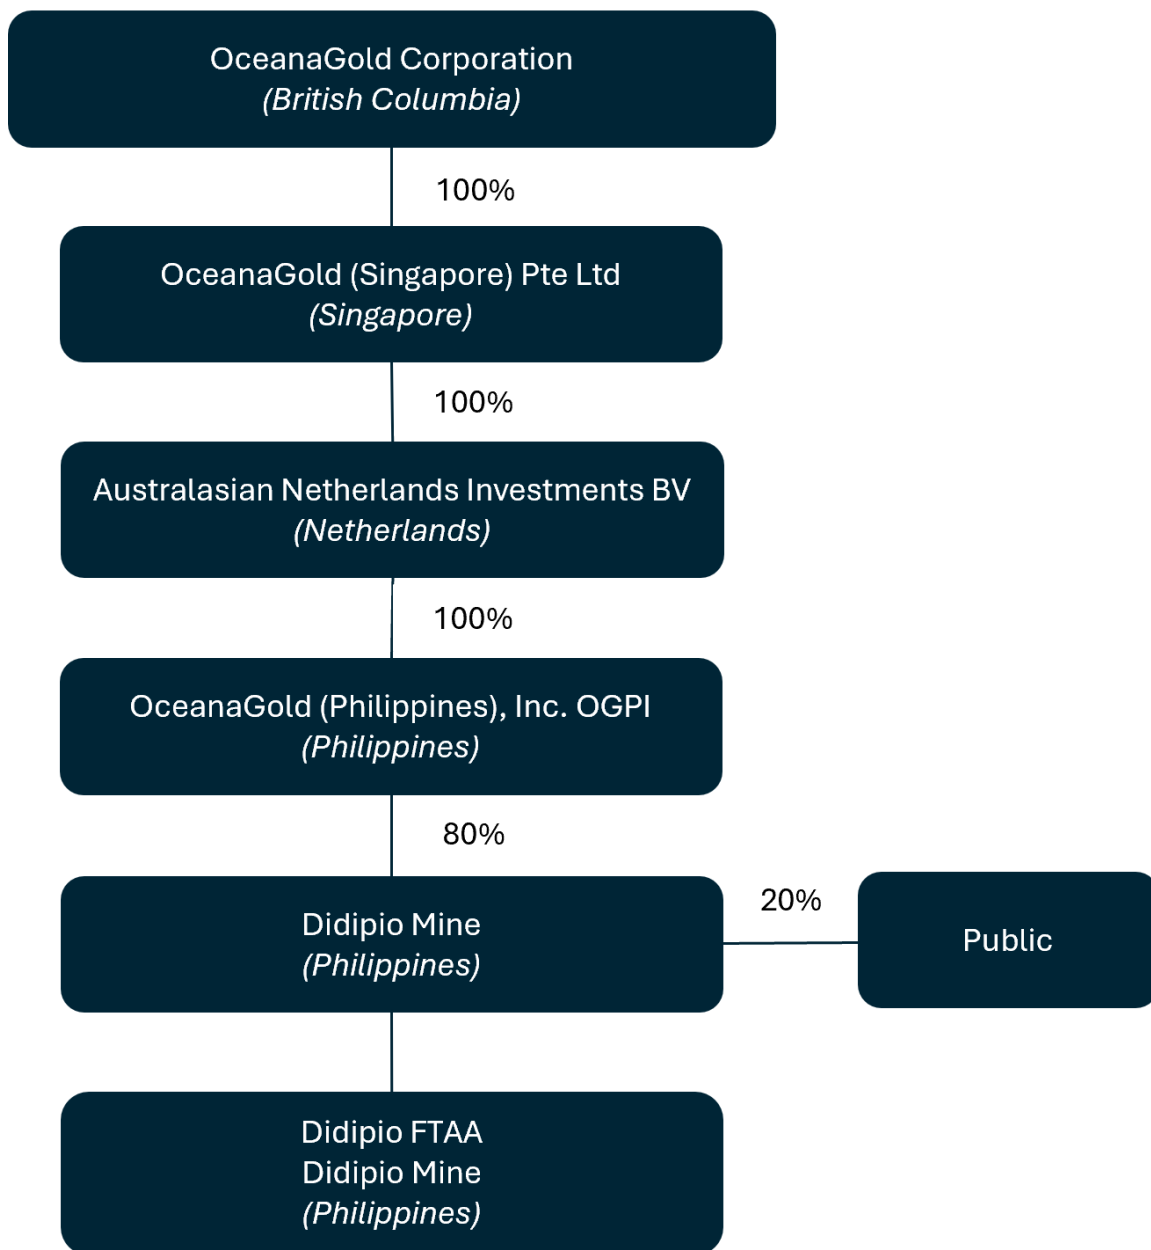 OceanaGold Corporation
(British Columbia)
100%
OceanaGold (Singapore) Pte Ltd
(Singapore)
100%
Australasian Netherlands Investments BV
(Netherlands)
100%
OceanaGold (Philippines), Inc. OGPI
(Philippines)
80%
Didipio Mine
(Philippines)
20%
Public
Didipio FTAA
Didipio Mine
(Philippines)